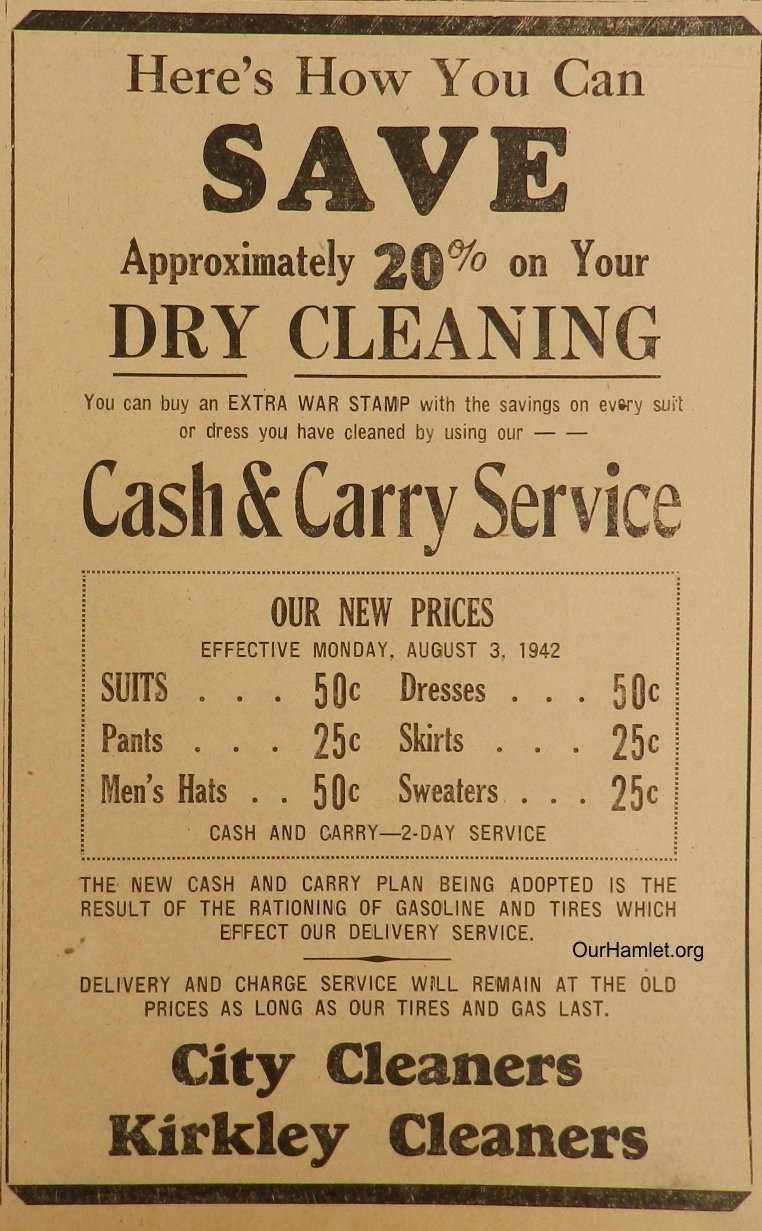 Here's How You Can
SAVE
Approximately 20% on Your
DRY CLEANING
You can buy an EXTRA WAR STAMP with the savings on every suit
or dress you have cleaned by using our — —
Cash & Carry Service
OUR NEW PRICES
EFFECTIVE MONDAY, AUGUST 3, 1942
SUITS . . . 50c Dresses . . . 50c
Pants . . . 25c Skirts . . . 25c
Men's Hats . . 50c Sweaters . . . 25c
CASH AND CARRY—2-DAY SERVICE
THE NEW CASH AND CARRY PLAN BEING ADOPTED IS THE
RESULT OF THE RATIONING OF GASOLINE AND TIRES WHICH
EFFECT OUR DELIVERY SERVICE.
OurHamlet.org
DELIVERY AND CHARGE SERVICE WILL REMAIN AT THE OLD
PRICES AS LONG AS OUR TIRES AND GAS LAST.
City Cleaners
Kirkley Cleaners